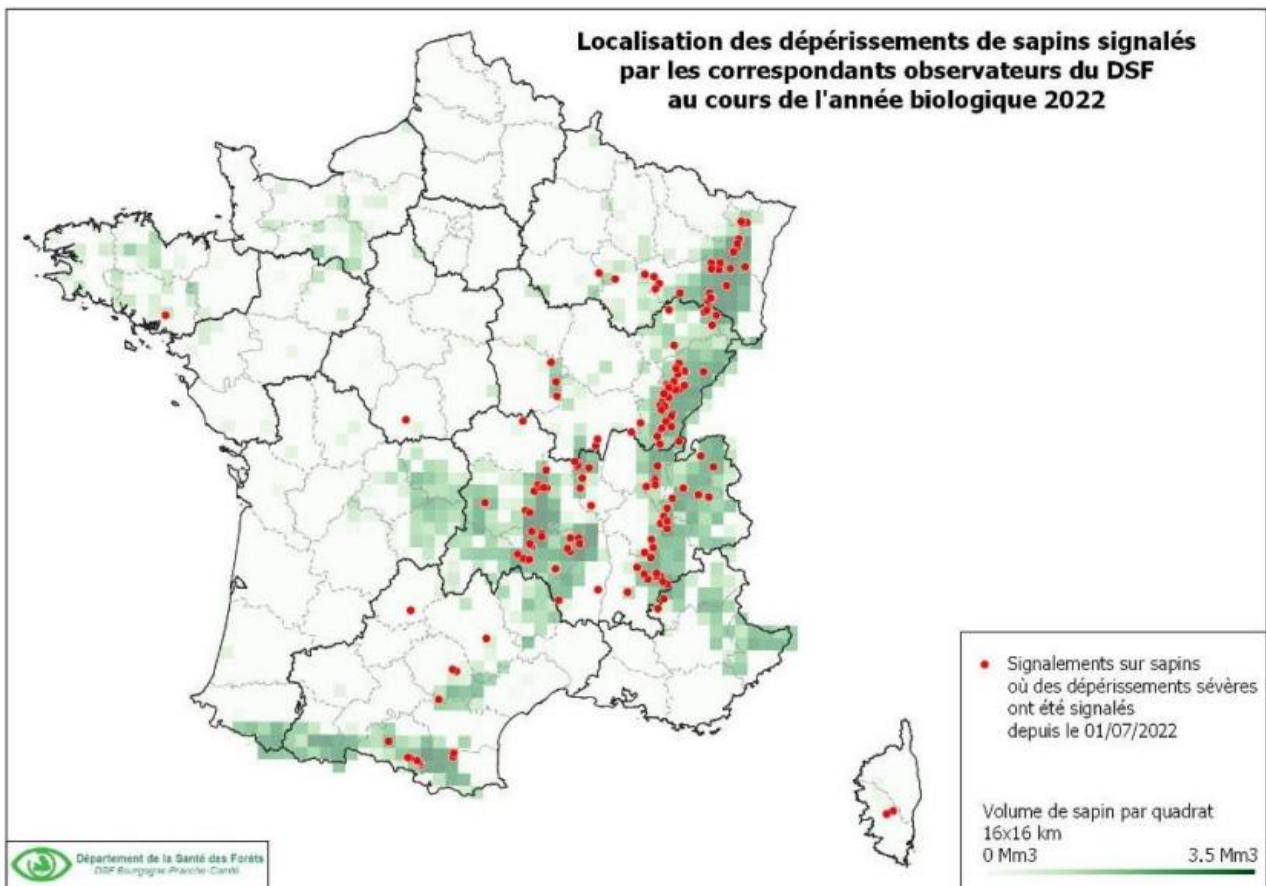 Localisation des dépérissements de sapins signalés
par les correspondants observateurs du DSF
au cours de l'année biologique 2022
Signalements sur sapins
où des dépérissements sévères
ont été signalés
depuis le 01/07/2022
Volume de sapin par quadrat
16x16 km
0 Mm3 3.5 Mm3
Département de la Santé des Forêts
DSF Bourgogne-Franche-Comté